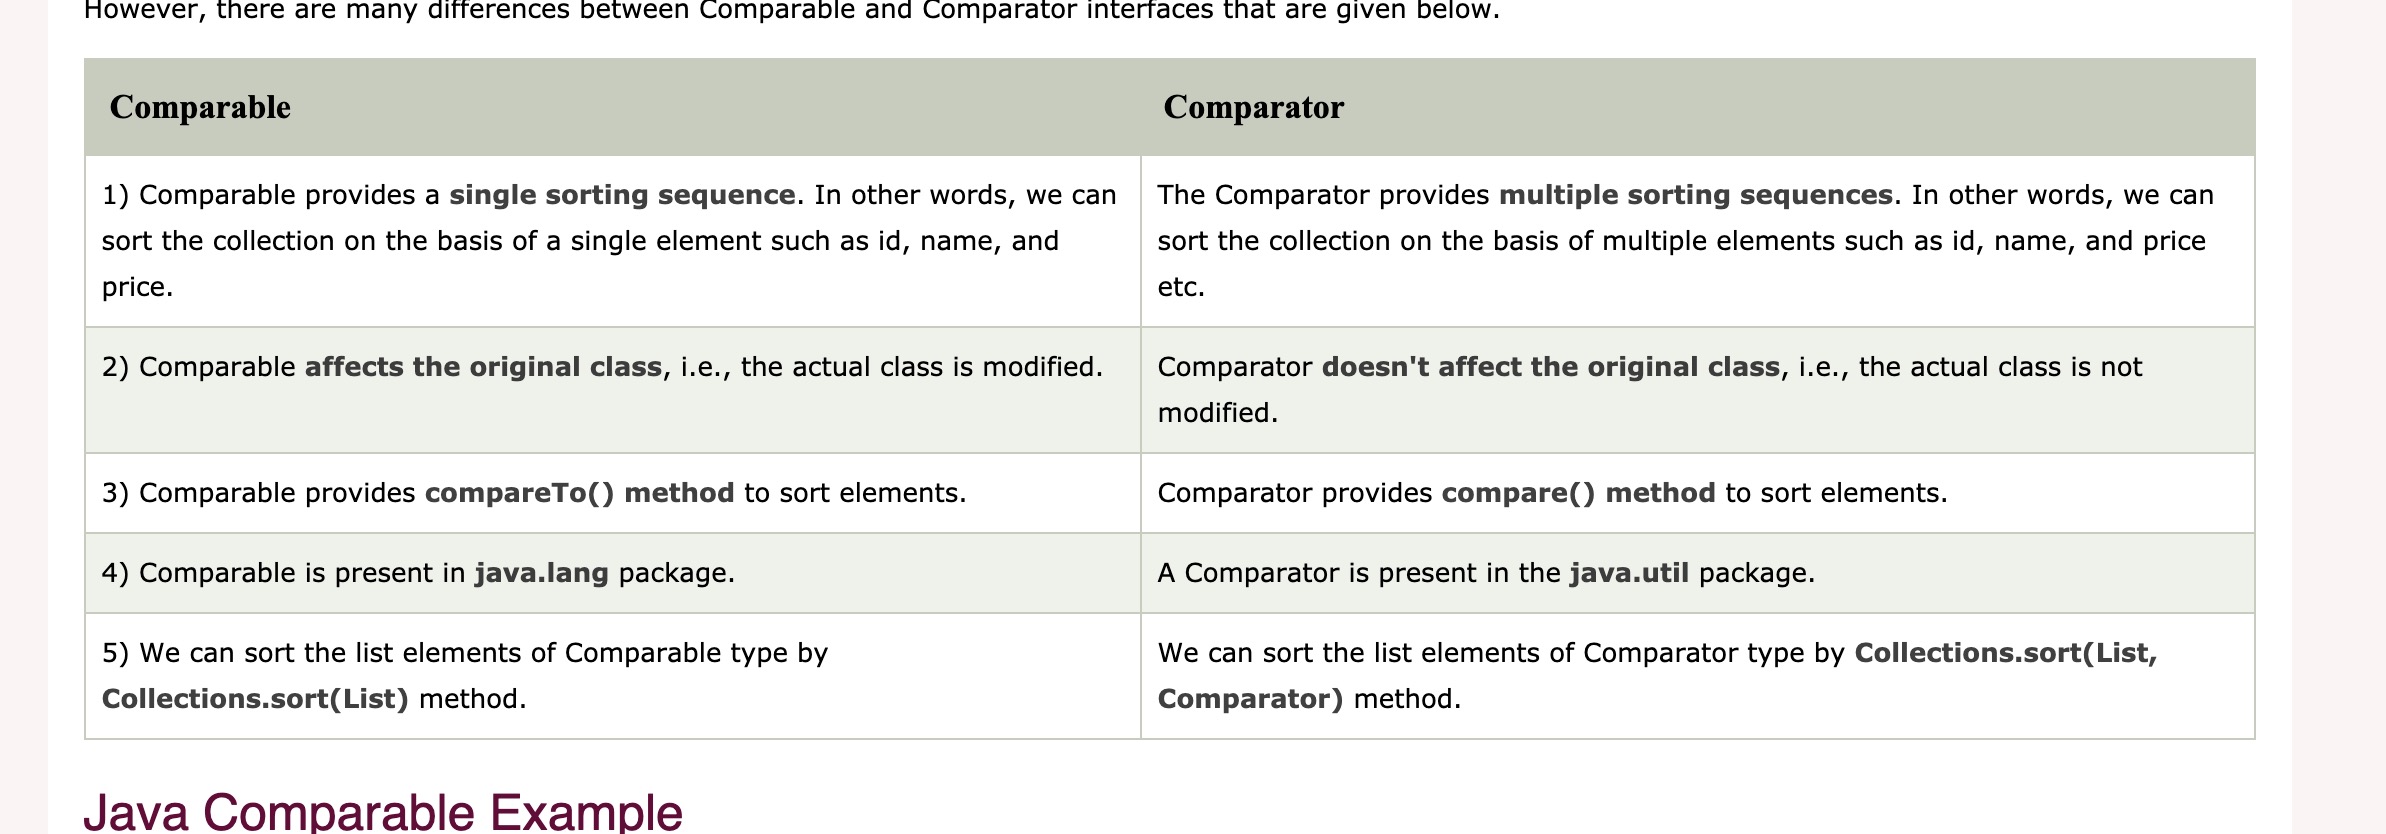 However, there are many differences between Comparable and Comparator interfaces that are given below.
Comparable
Comparator
1) Comparable provides a single sorting sequence. In other words, we can
sort the collection on the basis of a single element such as id, name, and
price.
The Comparator provides multiple sorting sequences. In other words, we can
sort the collection on the basis of multiple elements such as id, name, and price
etc.
2) Comparable affects the original class, i.e., the actual class is modified.
Comparator doesn't affect the original class, i.e., the actual class is not
modified.
3) Comparable provides compareTo() method to sort elements.
Comparator provides compare() method to sort elements.
4) Comparable is present in java.lang package.
A Comparator is present in the java.util package.
5) We can sort the list elements of Comparable type by
Collections.sort(List) method.
We can sort the list elements of Comparator type by Collections.sort(List,
Comparator) method.
Java Comparable Example